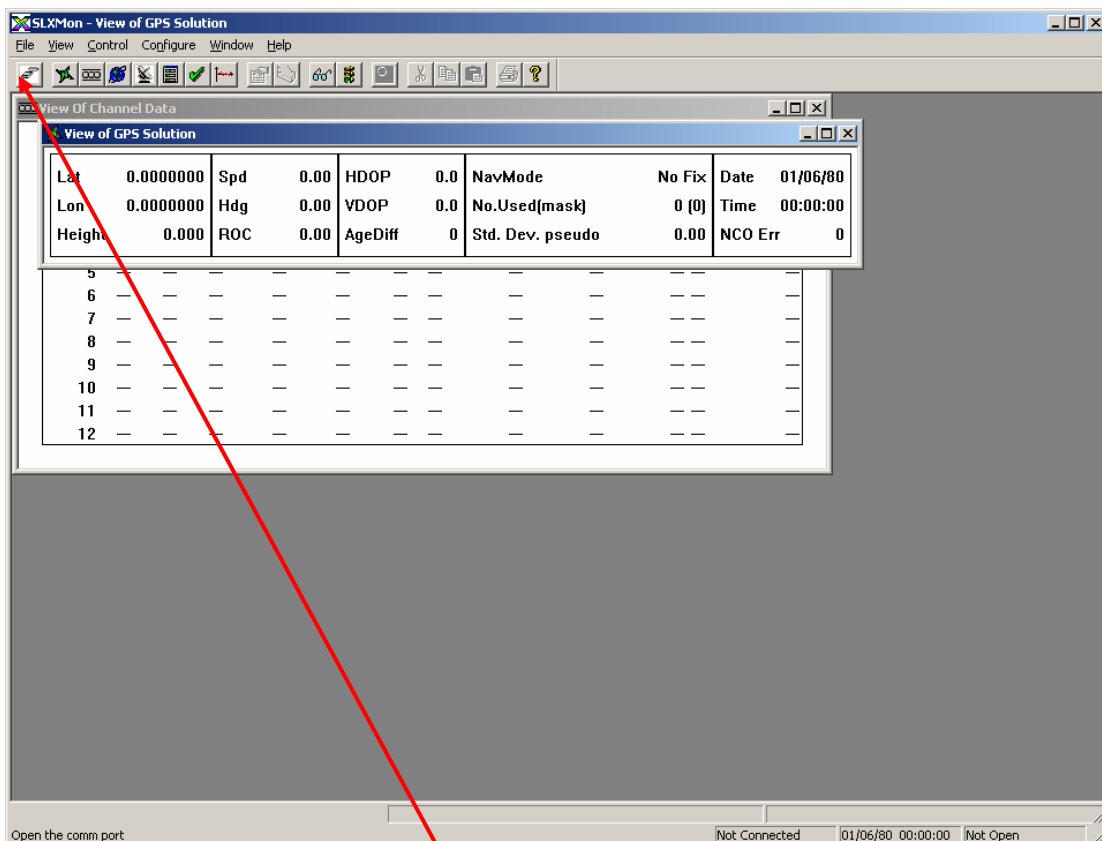 SLXMon - View of GPS Solution
File View Control Configure Window Help
View Of Channel Data
View of GPS Solution
Lat 0.0000000 Spd 0.00 HDOP 0.0 NavMode No Fix Date 01/06/80
Lon 0.0000000 Hdg 0.00 VDOP 0.0 No.Used(mask) 0 (0) Time 00:00:00
Height 0.000 ROC 0.00 AgeDiff 0 Std. Dev. pseudo 0.00 NCO Err 0
5 — — — — — — — — — — — —
6 — — — — — — — — — — — —
7 — — — — — — — — — — — —
8 — — — — — — — — — — — —
9 — — — — — — — — — — — —
10 — — — — — — — — — — — —
11 — — — — — — — — — — — —
12 — — — — — — — — — — — —
Open the comm port Not Connected 01/06/80 00:00:00 Not Open